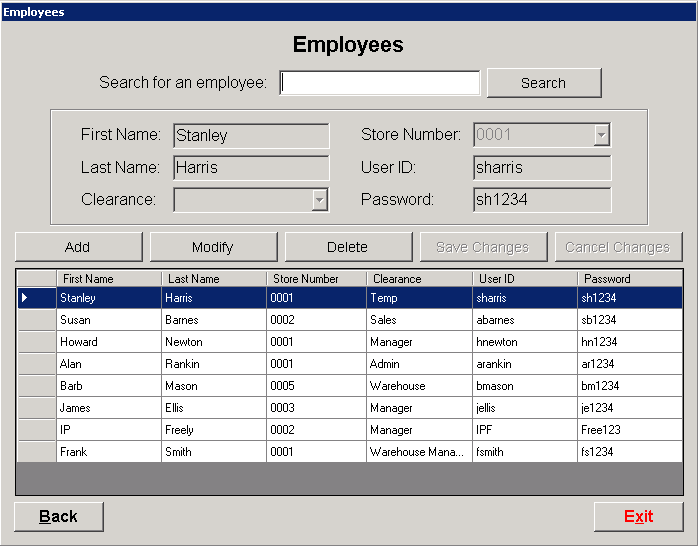 Employees
Employees
Search for an employee: Search
First Name: Stanley Store Number: 0001
Last Name: Harris User ID: sharris
Clearance: Password: sh1234
Add Modify Delete Save Changes Cancel Changes
First Name Last Name Store Number Clearance User ID Password
Stanley Harris 0001 Temp sharris sh1234
Susan Barnes 0002 Sales abarnes sb1234
Howard Newton 0001 Manager hnewton hn1234
Alan Rankin 0001 Admin arankin ar1234
Barb Mason 0005 Warehouse bmason bm1234
James Ellis 0003 Manager jellis je1234
IP Freely 0002 Manager IPF Free123
Frank Smith 0001 Warehouse Mana... fsmith fs1234
Back Exit